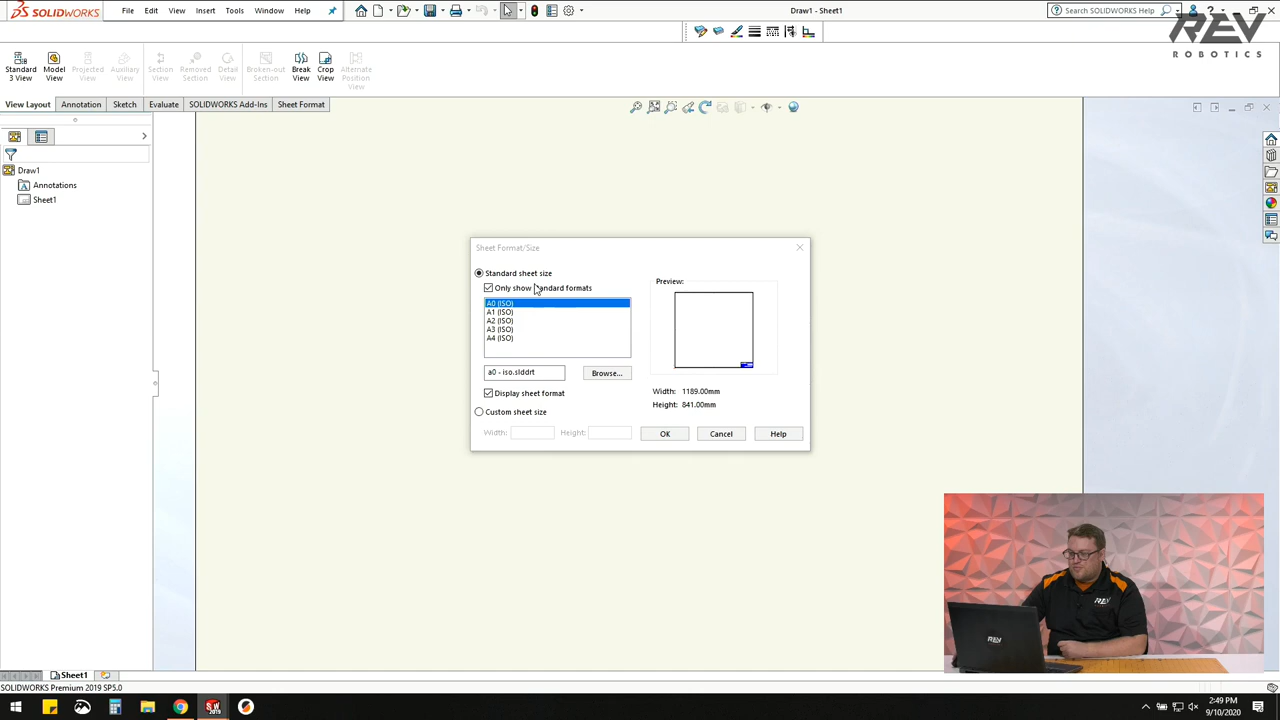 SOLIDWORKS
File
Edit
View
Insert
Tools
Window
Help
Draw1 - Sheet1
Search SOLIDWORKS Help
REV
ROBOTICS
Standard
3 View
Model
View
Projected
View
Auxiliary
View
Section
View
Removed
Section
Detail
View
Broken-out
Section
Break
View
Crop
View
Alternate
Position
View
View Layout
Annotation
Sketch
Evaluate
SOLIDWORKS Add-Ins
Sheet Format
Draw1
Annotations
Sheet1
Sheet Format/Size
Standard sheet size
Only show standard formats
A0 (ISO)
A1 (ISO)
A2 (ISO)
A3 (ISO)
A4 (ISO)
a0 - iso.slddrt
Browse...
Display sheet format
Custom sheet size
Width:
Height:
Preview:
Width: 1189.00mm
Height: 841.00mm
OK
Cancel
Help
REV
REV
Sheet1
SOLIDWORKS Premium 2019 SP5.0
2:49 PM
9/10/2020